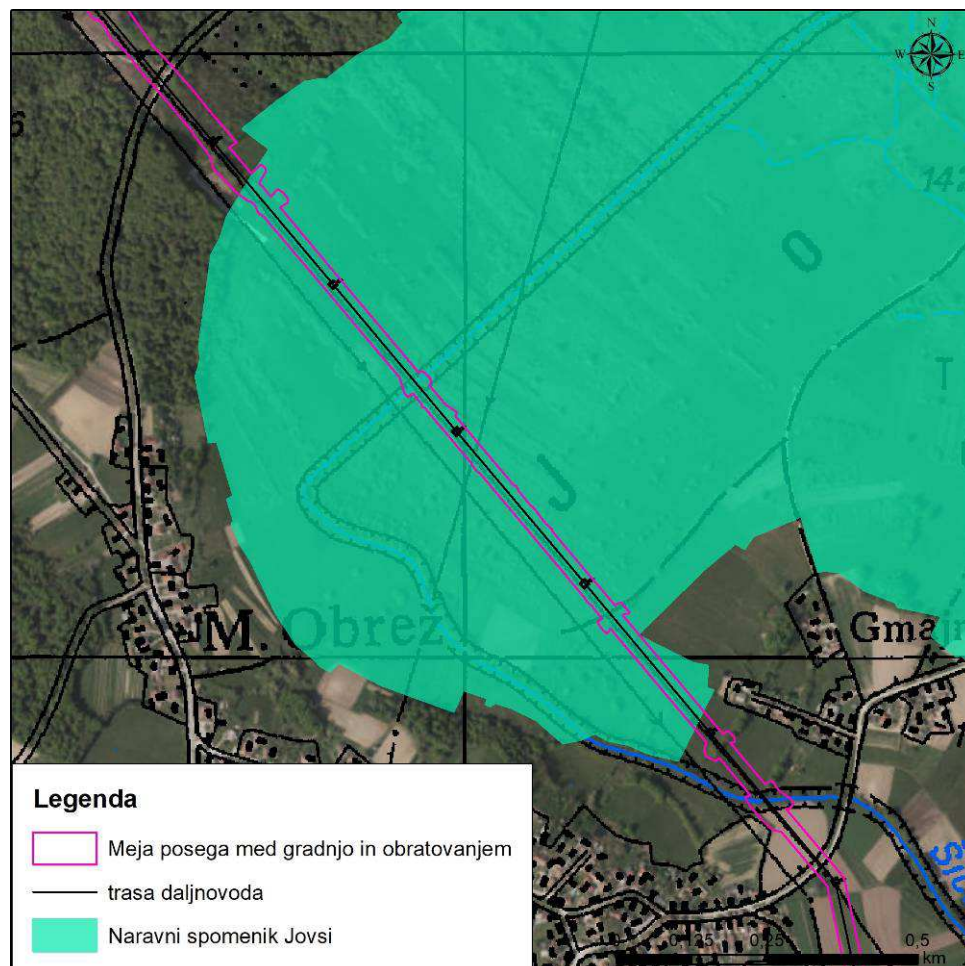 N
W E
S
6
142
O
T
J
M. Obrež
Gmajn
Legenda
Meja posega med gradnjo in obratovanjem
trasa daljnovoda
Naravni spomenik Jovsi
0 0,125 0,25 0,5
km